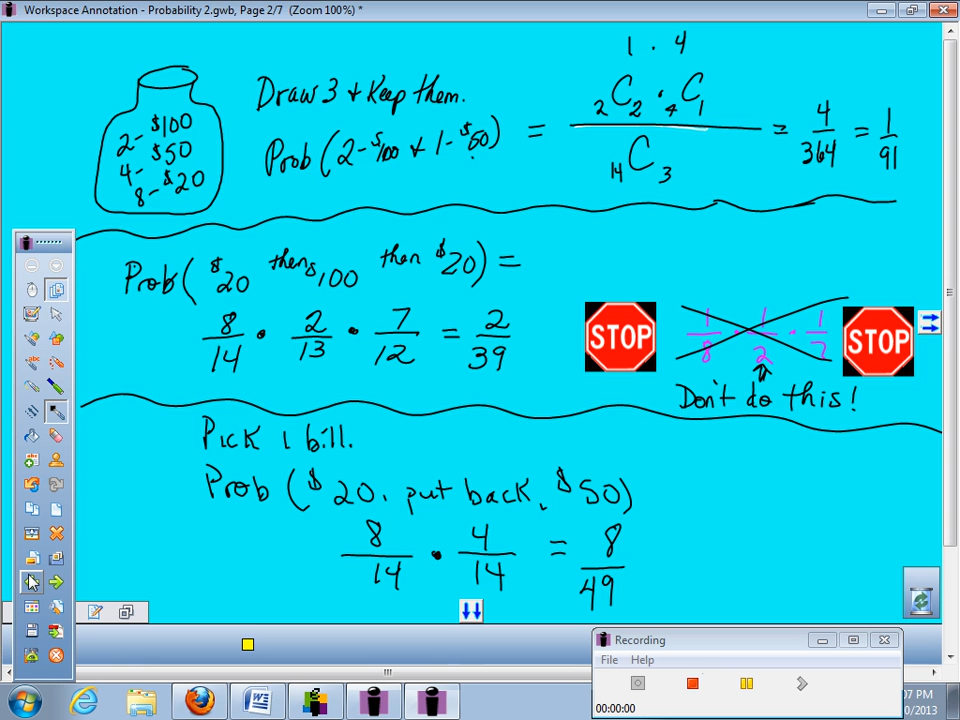 Workspace Annotation - Probability 2.gwb, Page 2/7 (Zoom 100%) *
1 · 4
Draw 3 + Keep them.
2- $100
4- $50
8- $20
Prob (2-$100 + 1-$50) = 2C2 · 4C1 / 14C3 = 4/364 = 1/91
Prob( $20 then $100 then $20) =
8/14 · 2/13 · 7/12 = 2/39
STOP 1/8 · 1/2 · 1/7 STOP
Don't do this!
Pick 1 bill.
Prob ($20, put back, $50)
8/14 · 4/14 = 8/49
Recording
File Help
00:00:00
07 PM
0/2013